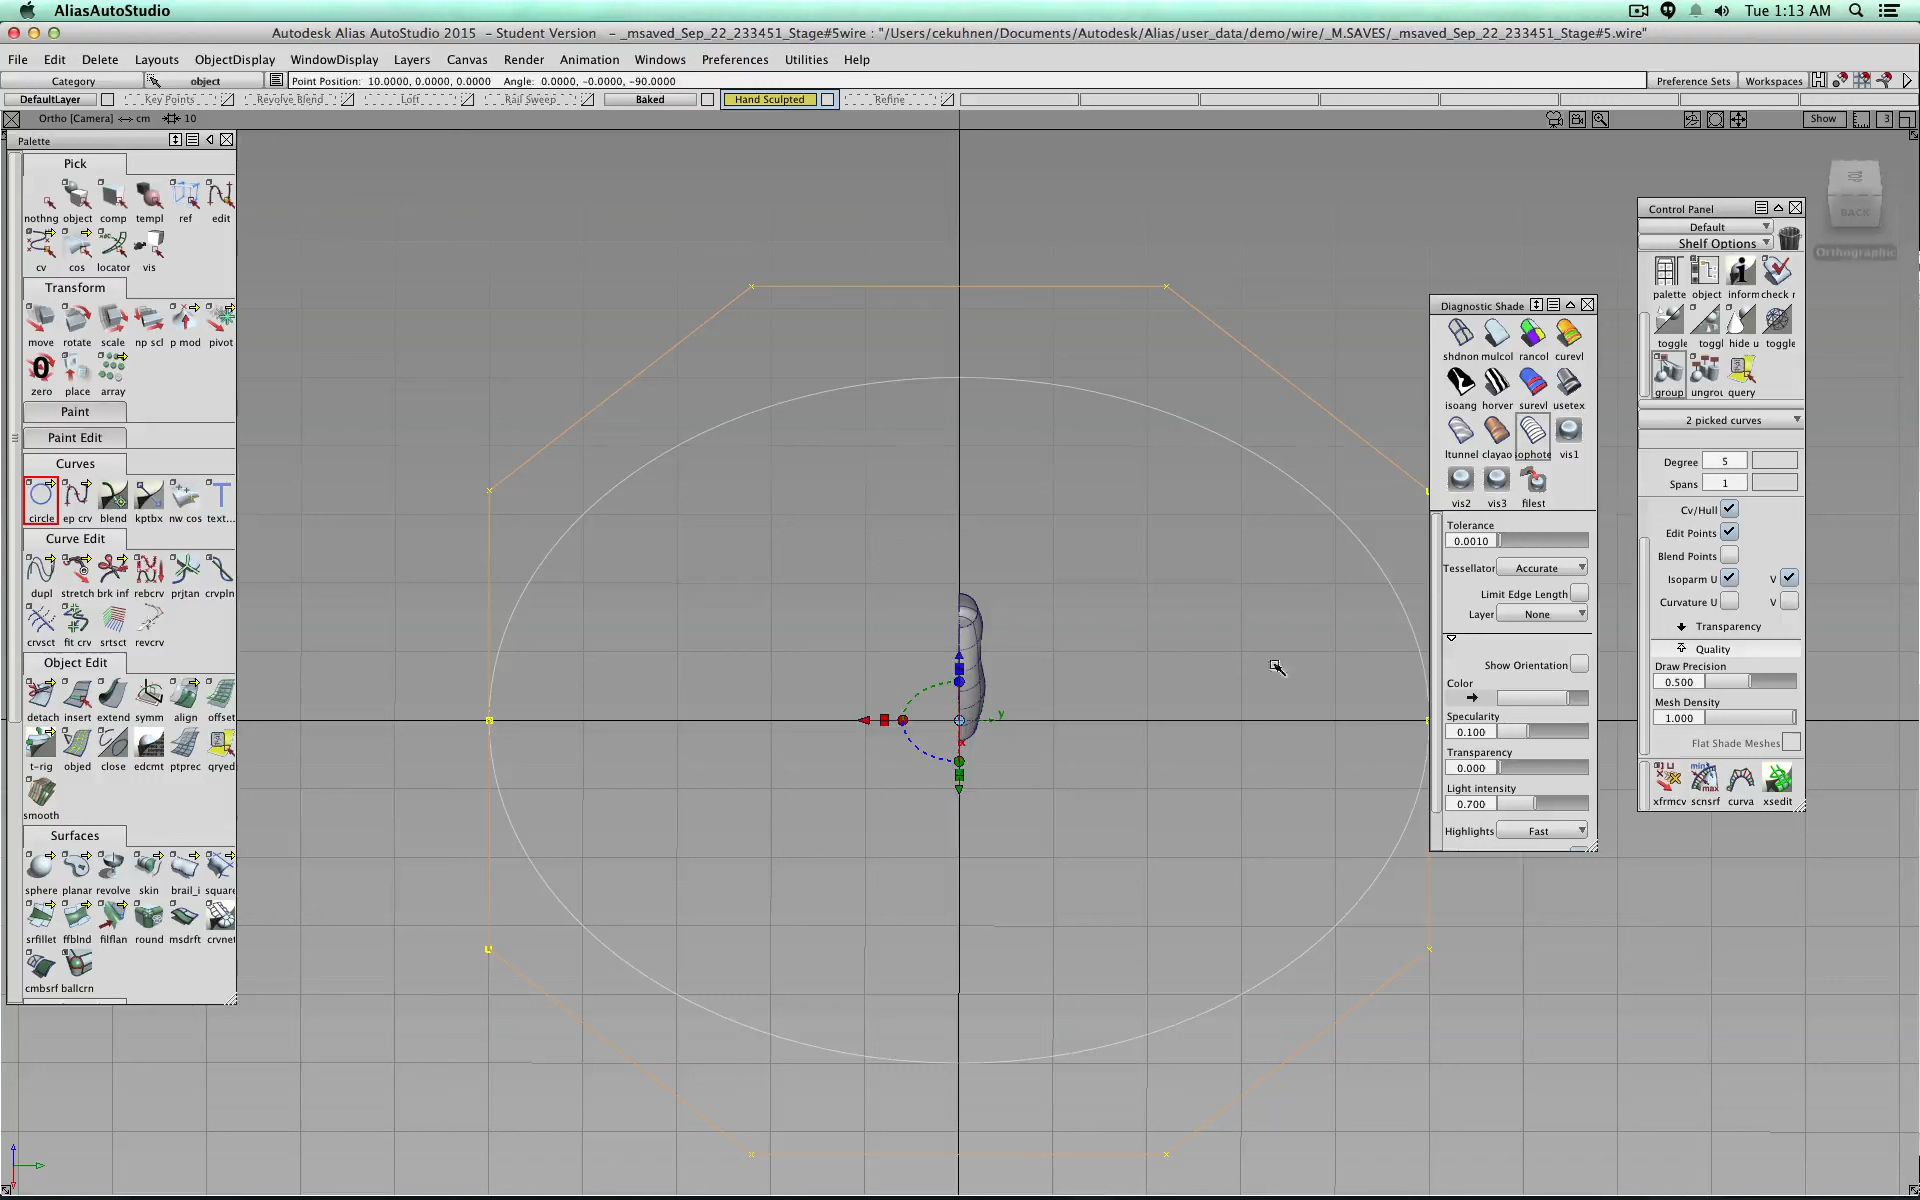 AliasAutoStudio
Tue 1:13 AM
Autodesk Alias AutoStudio 2015 - Student Version - _msaved_Sep_22_233451_Stage#5wire : "/Users/cekuhnen/Documents/Autodesk/Alias/user_data/demo/wire/_M.SAVES/_msaved_Sep_22_233451_Stage#5.wire"
File Edit Delete Layouts ObjectDisplay WindowDisplay Layers Canvas Render Animation Windows Preferences Utilities Help
Category object Point Position: 10.0000, 0.0000, 0.0000 Angle: 0.0000, -0.0000, -90.0000 Preference Sets Workspaces
DefaultLayer Key Points Revolve Blend Loft Rail Sweep Baked Hand Sculpted Refine
Ortho [Camera] cm 10 Show 3
Palette
Pick
nothng object comp templ ref edit
cv cos locator vis
Transform
move rotate scale np scl p mod pivot
0
zero place array
Paint
Paint Edit
Curves
circle ep crv blend kptbx nw cos text...
Curve Edit
dupl stretch brk inf rebcrv prjtan crvpln
crvsct fit crv srtsct revcrv
Object Edit
detach insert extend symm align offset
t-rig objed close edcmt ptprec qryed
smooth
Surfaces
sphere planar revolve skin brail_i square
srfillet ffblnd filflan round msdrft crvnet
cmbsrf ballcrn
y
x
Diagnostic Shade
shdnon mulcol rancol curevl
isoang horver surevl usetex
ltunnel clayao isophote vis1
vis2 vis3 filest
Tolerance
0.0010
Tessellator Accurate
Limit Edge Length
Layer None
Show Orientation
Color
Specularity
0.100
Transparency
0.000
Light intensity
0.700
Highlights Fast
Control Panel
Default
Shelf Options
palette object inform check r
toggle toggl hide u toggle
group ungrou query
2 picked curves
Degree 5
Spans 1
Cv/Hull
Edit Points
Blend Points
Isoparm U V
Curvature U V
Transparency
Quality
Draw Precision
0.500
Mesh Density
1.000
Flat Shade Meshes
xfrmcv scnsrf curva xsedit
TOP
BACK
Orthographic